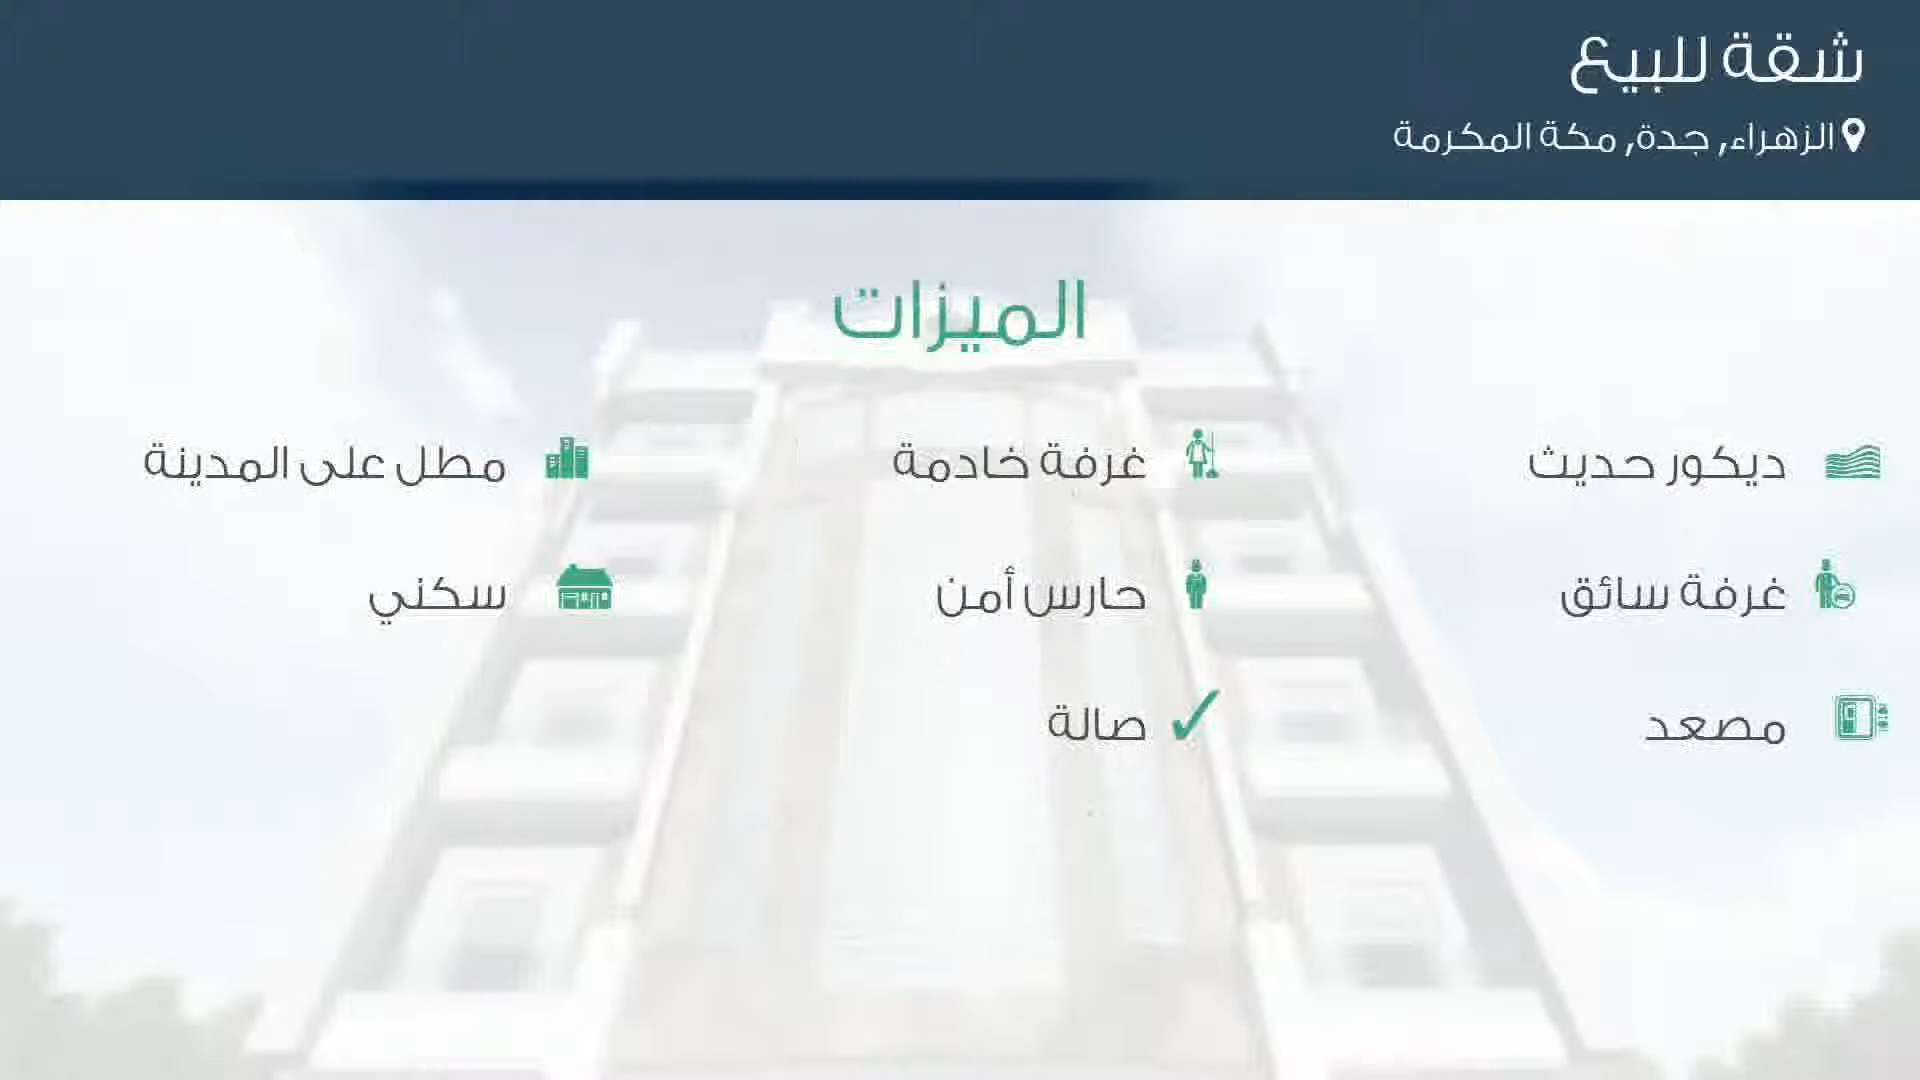 شقة للبيع
الزهراء, جدة, مكة المكرمة
الميزات
ديكور حديث
غرفة خادمة
مطل على المدينة
غرفة سائق
حارس أمن
سكني
مصعد
صالة